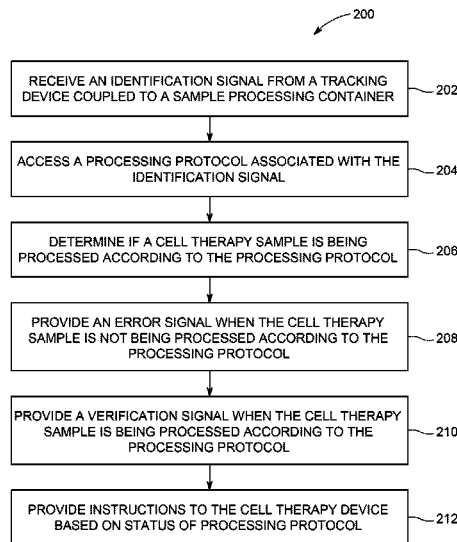 200
RECEIVE AN IDENTIFICATION SIGNAL FROM A TRACKING
DEVICE COUPLED TO A SAMPLE PROCESSING CONTAINER
202
ACCESS A PROCESSING PROTOCOL ASSOCIATED WITH THE
IDENTIFICATION SIGNAL
204
DETERMINE IF A CELL THERAPY SAMPLE IS BEING
PROCESSED ACCORDING TO THE PROCESSING PROTOCOL
206
PROVIDE AN ERROR SIGNAL WHEN THE CELL THERAPY
SAMPLE IS NOT BEING PROCESSED ACCORDING TO THE
PROCESSING PROTOCOL
208
PROVIDE A VERIFICATION SIGNAL WHEN THE CELL THERAPY
SAMPLE IS BEING PROCESSED ACCORDING TO THE
PROCESSING PROTOCOL
210
PROVIDE INSTRUCTIONS TO THE CELL THERAPY DEVICE
BASED ON STATUS OF PROCESSING PROTOCOL
212